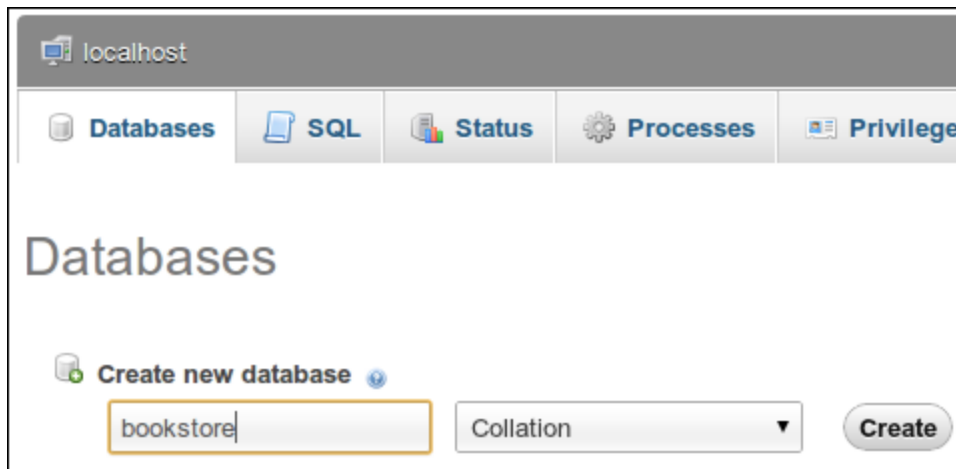 localhost
Databases SQL Status Processes Privilege
Databases
Create new database
bookstore Collation Create